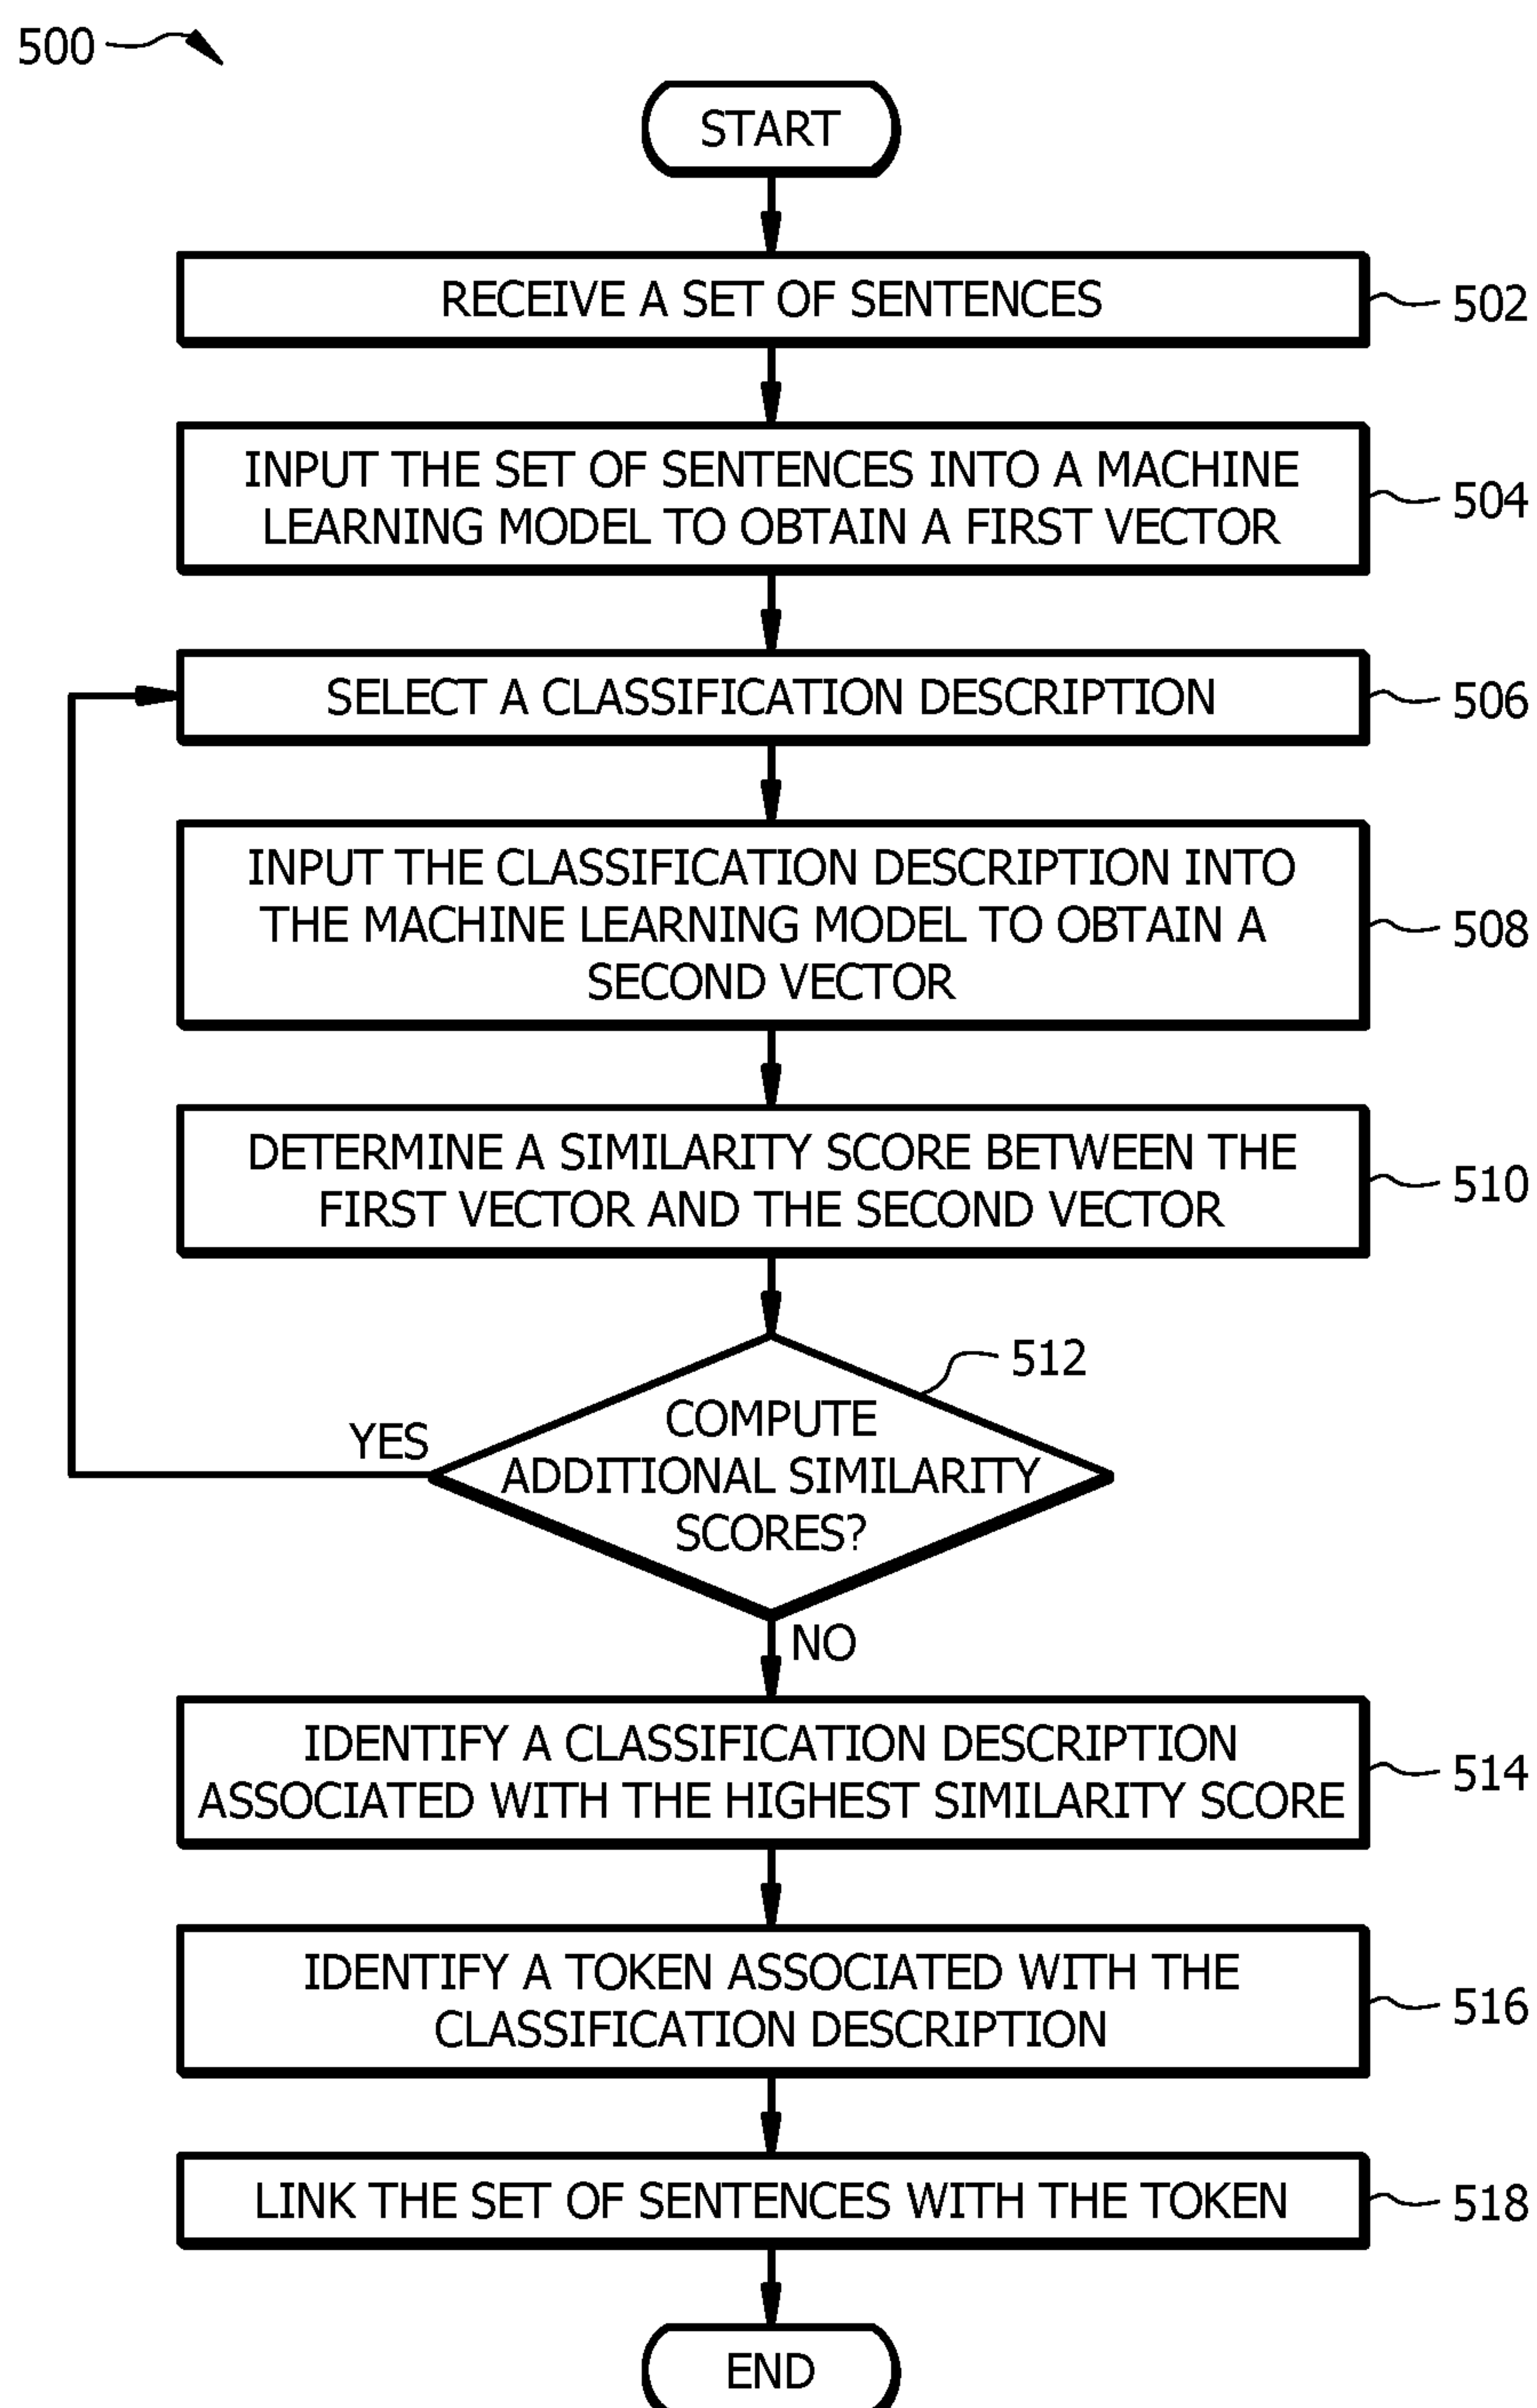 500
START
RECEIVE A SET OF SENTENCES
502
INPUT THE SET OF SENTENCES INTO A MACHINE
LEARNING MODEL TO OBTAIN A FIRST VECTOR
504
SELECT A CLASSIFICATION DESCRIPTION
506
INPUT THE CLASSIFICATION DESCRIPTION INTO
THE MACHINE LEARNING MODEL TO OBTAIN A
SECOND VECTOR
508
DETERMINE A SIMILARITY SCORE BETWEEN THE
FIRST VECTOR AND THE SECOND VECTOR
510
512
COMPUTE
ADDITIONAL SIMILARITY
SCORES?
YES
NO
IDENTIFY A CLASSIFICATION DESCRIPTION
ASSOCIATED WITH THE HIGHEST SIMILARITY SCORE
514
IDENTIFY A TOKEN ASSOCIATED WITH THE
CLASSIFICATION DESCRIPTION
516
LINK THE SET OF SENTENCES WITH THE TOKEN
518
END